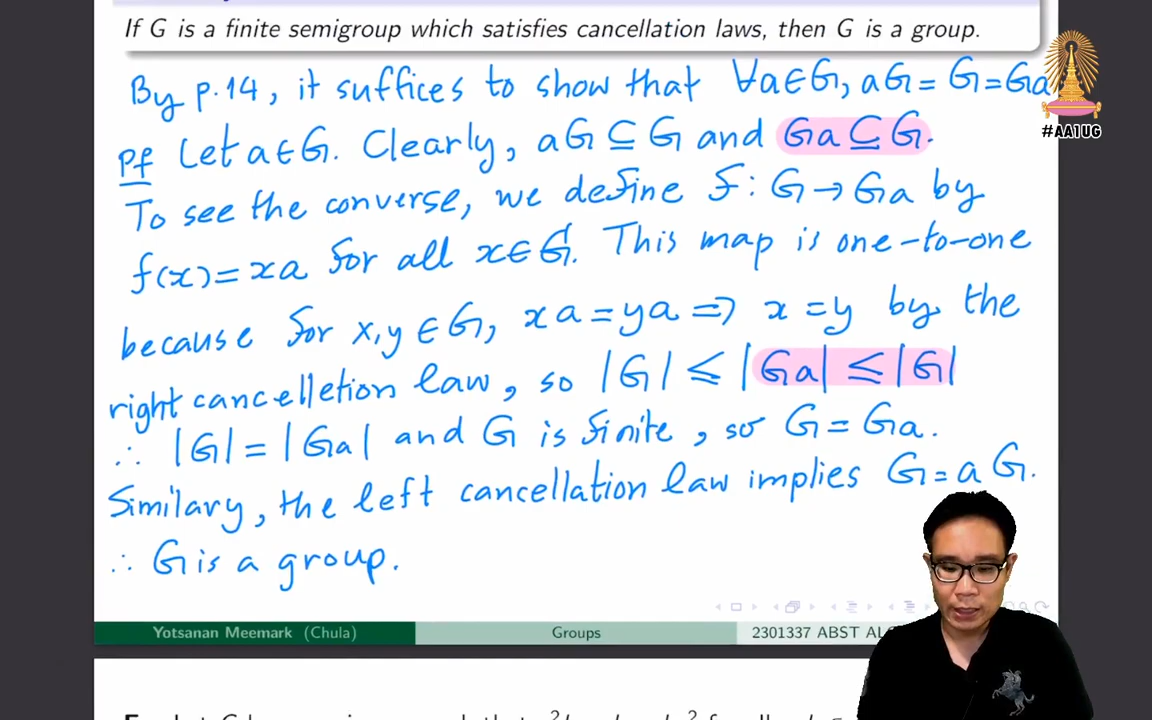 If G is a finite semigroup which satisfies cancellation laws, then G is a group.
By p.14, it suffices to show that ∀a∈G, aG = G = Ga
#AA1UG
Pf Let a∈G. Clearly, aG ⊆ G and Ga ⊆ G.
To see the converse, we define f: G → Ga by
f(x) = xa for all x∈G. This map is one-to-one
because for x,y ∈ G, xa = ya ⇒ x = y by the
right cancelletion law, so |G| ≤ |Ga| ≤ |G|
∴ |G| = |Ga| and G is finite, so G = Ga.
Similary, the left cancellation law implies G = aG.
∴ G is a group.
Yotsanan Meemark (Chula) Groups 2301337 ABST